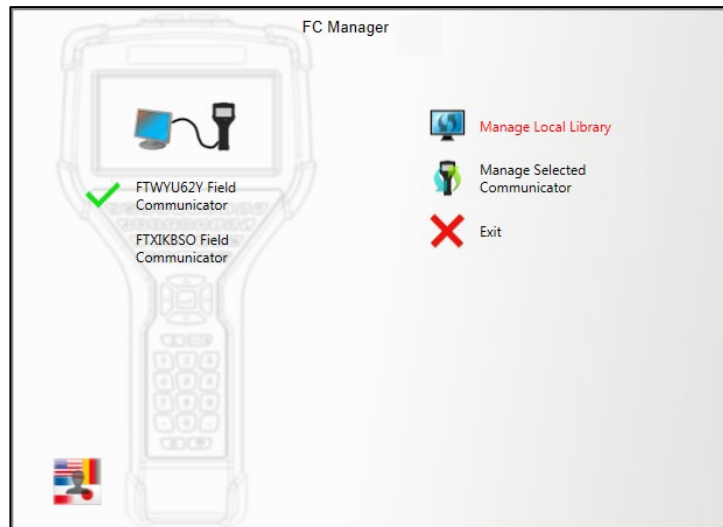 FC Manager
Manage Local Library
Manage Selected
Communicator
Exit
FTWYU62Y Field
Communicator
FTXIKBSO Field
Communicator